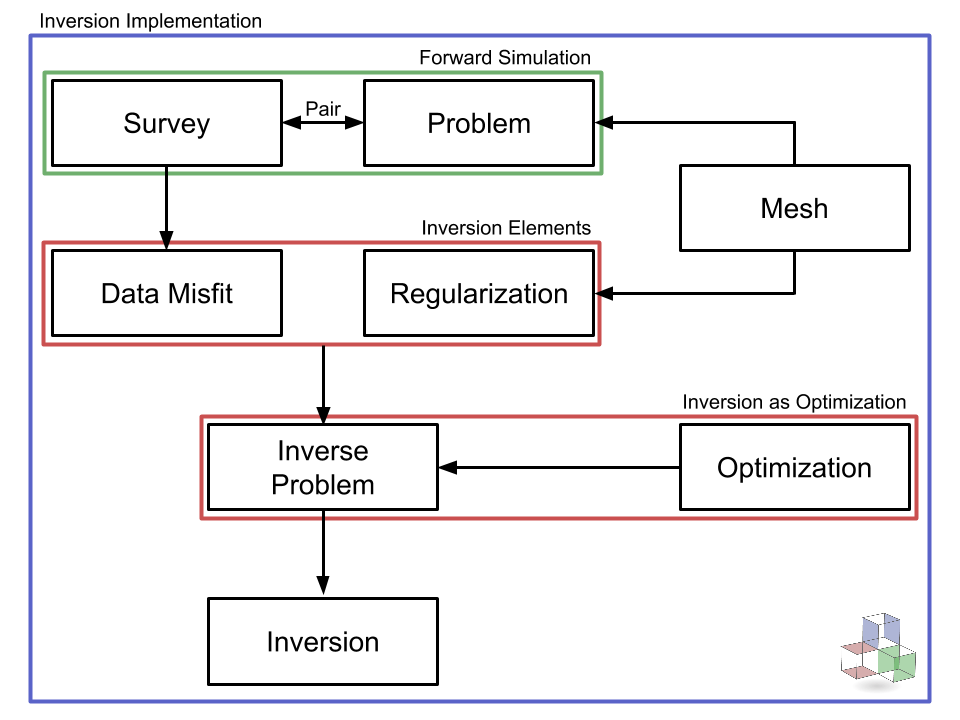 Inversion Implementation
Forward Simulation
Survey
Pair
Problem
Mesh
Inversion Elements
Data Misfit
Regularization
Inversion as Optimization
Inverse
Problem
Optimization
Inversion